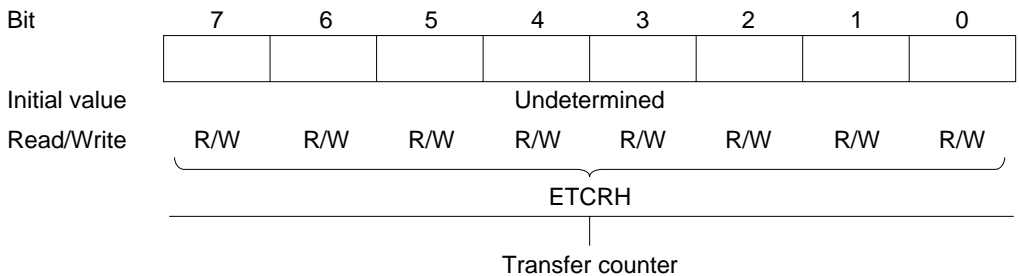 Bit 7 6 5 4 3 2 1 0
Initial value Undetermined
Read/Write R/W R/W R/W R/W R/W R/W R/W R/W
ETCRH
Transfer counter